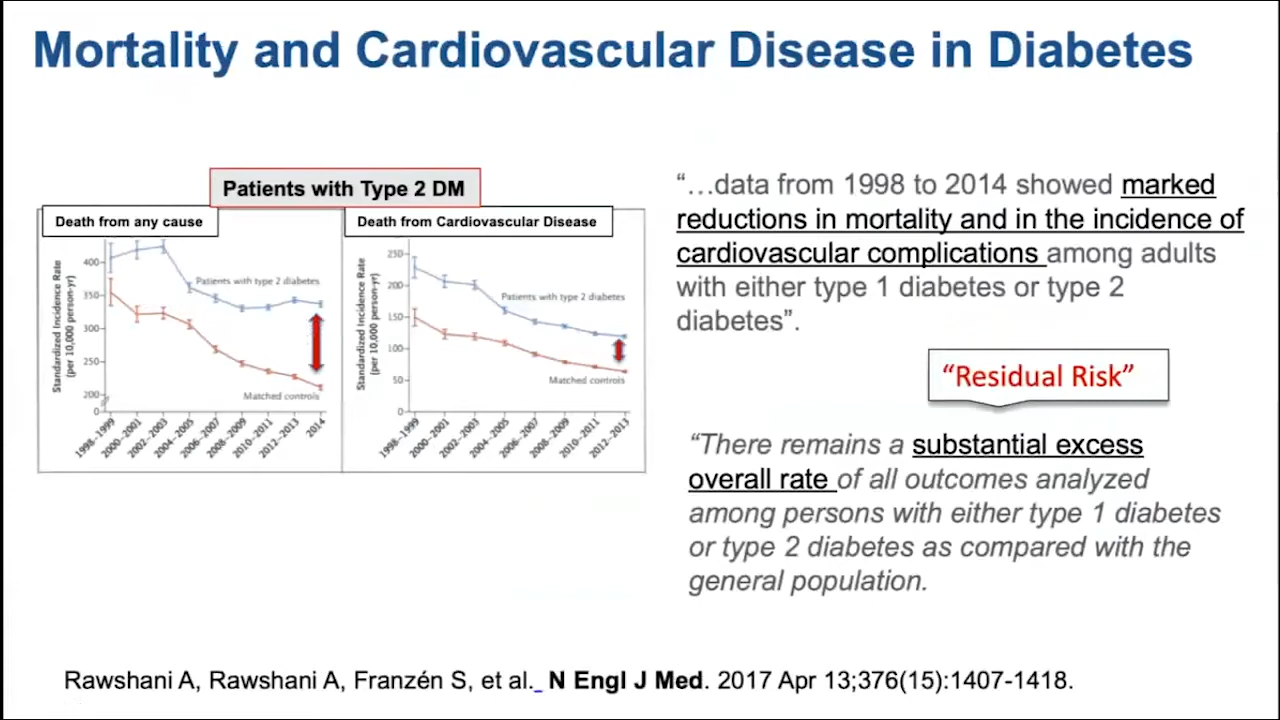 Mortality and Cardiovascular Disease in Diabetes
Patients with Type 2 DM
Death from any cause
Standardized Incidence Rate
(per 10,000 person-yr)
400
350
300
250
200
0
Patients with type 2 diabetes
Matched controls
1998–1999
2000–2001
2002–2003
2004–2005
2006–2007
2008–2009
2010–2011
2012–2013
2014
Death from Cardiovascular Disease
Standardized Incidence Rate
(per 10,000 person-yr)
250
200
150
100
50
0
Patients with type 2 diabetes
Matched controls
1998–1999
2000–2001
2002–2003
2004–2005
2006–2007
2008–2009
2010–2011
2012–2013
“…data from 1998 to 2014 showed marked
reductions in mortality and in the incidence of
cardiovascular complications among adults
with either type 1 diabetes or type 2
diabetes”.
“Residual Risk”
“There remains a substantial excess
overall rate of all outcomes analyzed
among persons with either type 1 diabetes
or type 2 diabetes as compared with the
general population.
Rawshani A, Rawshani A, Franzén S, et al. N Engl J Med. 2017 Apr 13;376(15):1407-1418.